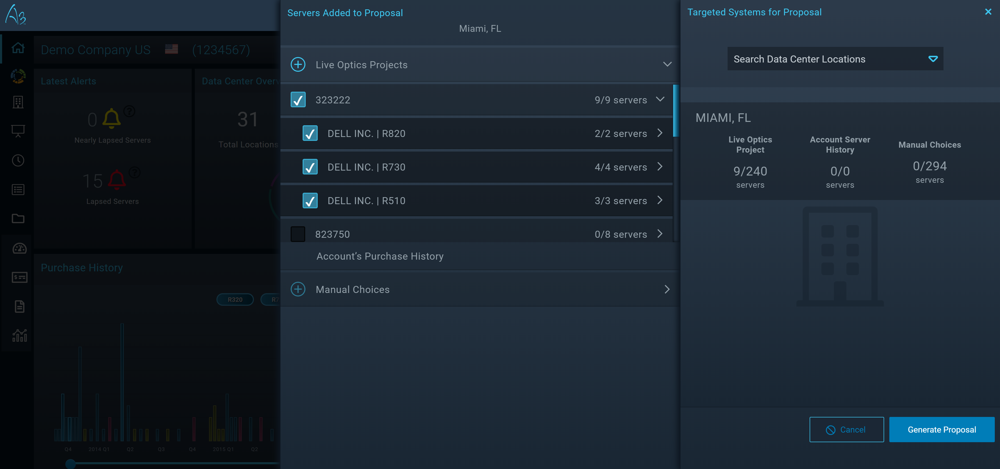 A3
Demo Company US (1234567)
Latest Alerts
0 ?
Nearly Lapsed Servers
15 ?
Lapsed Servers
Data Center Overv
31
Total Locations
Purchase History
R320 R7
Q4 2014 Q1 Q2 Q3 Q4 2015 Q1 Q2
Servers Added to Proposal
Miami, FL
Live Optics Projects
323222 9/9 servers
DELL INC. | R820 2/2 servers
DELL INC. | R730 4/4 servers
DELL INC. | R510 3/3 servers
823750 0/8 servers
Account’s Purchase History
Manual Choices
Targeted Systems for Proposal
Search Data Center Locations
MIAMI, FL
Live Optics
Project
9/240
servers
Account Server
History
0/0
servers
Manual Choices
0/294
servers
Cancel
Generate Proposal